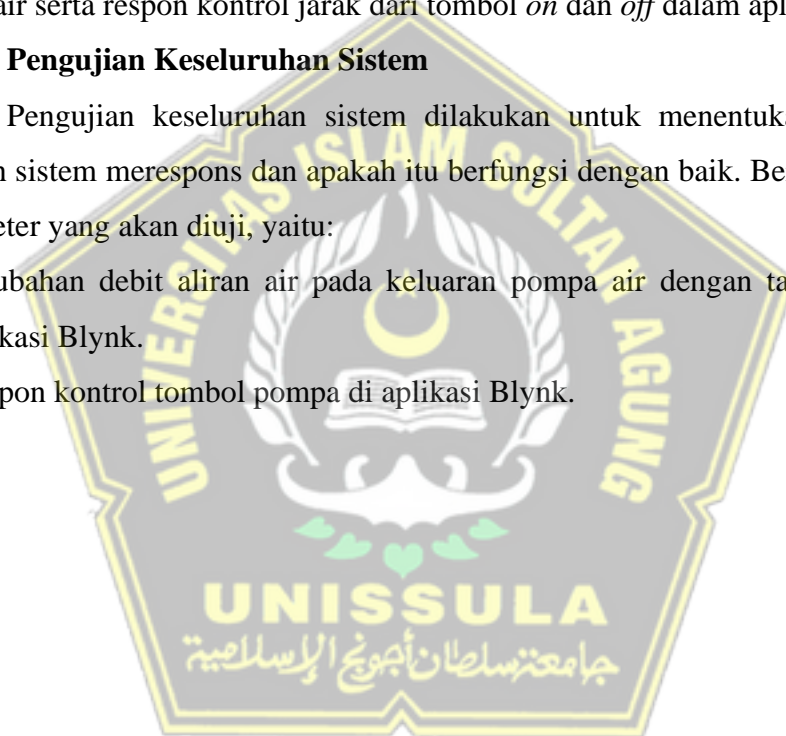 air serta respon kontrol jarak dari tombol on dan off dalam apl
Pengujian Keseluruhan Sistem
Pengujian keseluruhan sistem dilakukan untuk menentuka
n sistem merespons dan apakah itu berfungsi dengan baik. Be
eter yang akan diuji, yaitu:
ubahan debit aliran air pada keluaran pompa air dengan ta
ikasi Blynk.
pon kontrol tombol pompa di aplikasi Blynk.
UNIVERSITAS ISLAM SULTAN AGUNG
UNISSULA
جامعننسلطان أجونج الإسلامية